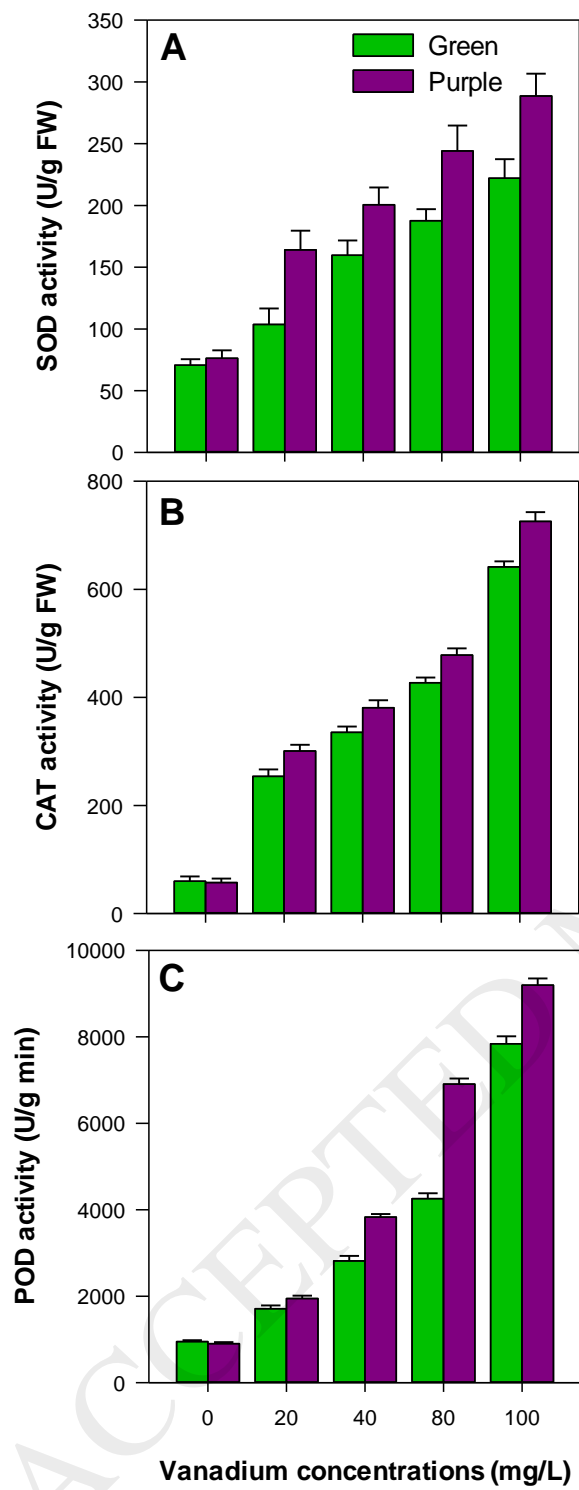 A
Green
Purple
350
300
250
200
150
100
50
0
SOD activity (U/g FW)
B
800
600
400
200
0
CAT activity (U/g FW)
C
10000
8000
6000
4000
2000
0
POD activity (U/g min)
0 20 40 80 100
Vanadium concentrations (mg/L)
ACCEPTED